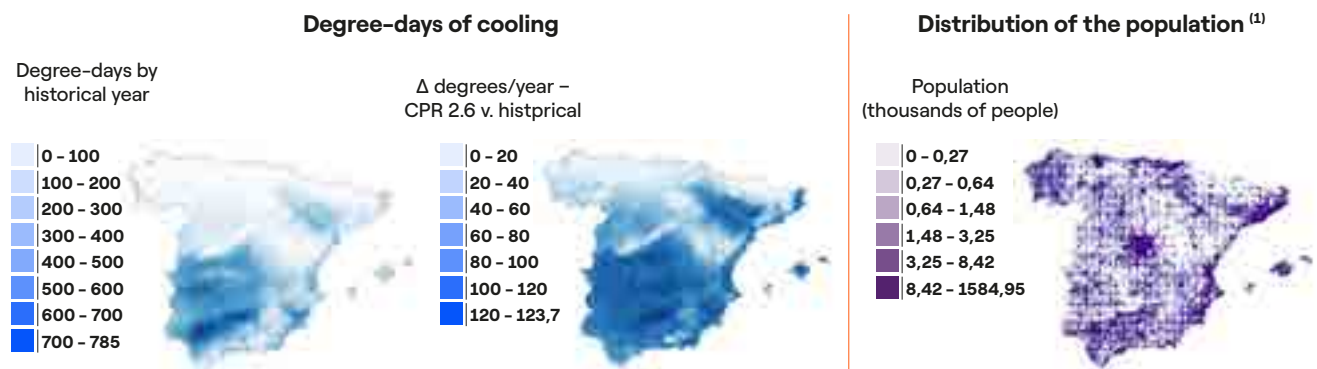 Degree-days of cooling
Degree-days by
historical year
0 - 100
100 - 200
200 - 300
300 - 400
400 - 500
500 - 600
600 - 700
700 - 785
Δ degrees/year –
CPR 2.6 v. histprical
0 - 20
20 - 40
40 - 60
60 - 80
80 - 100
100 - 120
120 - 123,7
Distribution of the population (1)
Population
(thousands of people)
0 - 0,27
0,27 - 0,64
0,64 - 1,48
1,48 - 3,25
3,25 - 8,42
8,42 - 1584,95